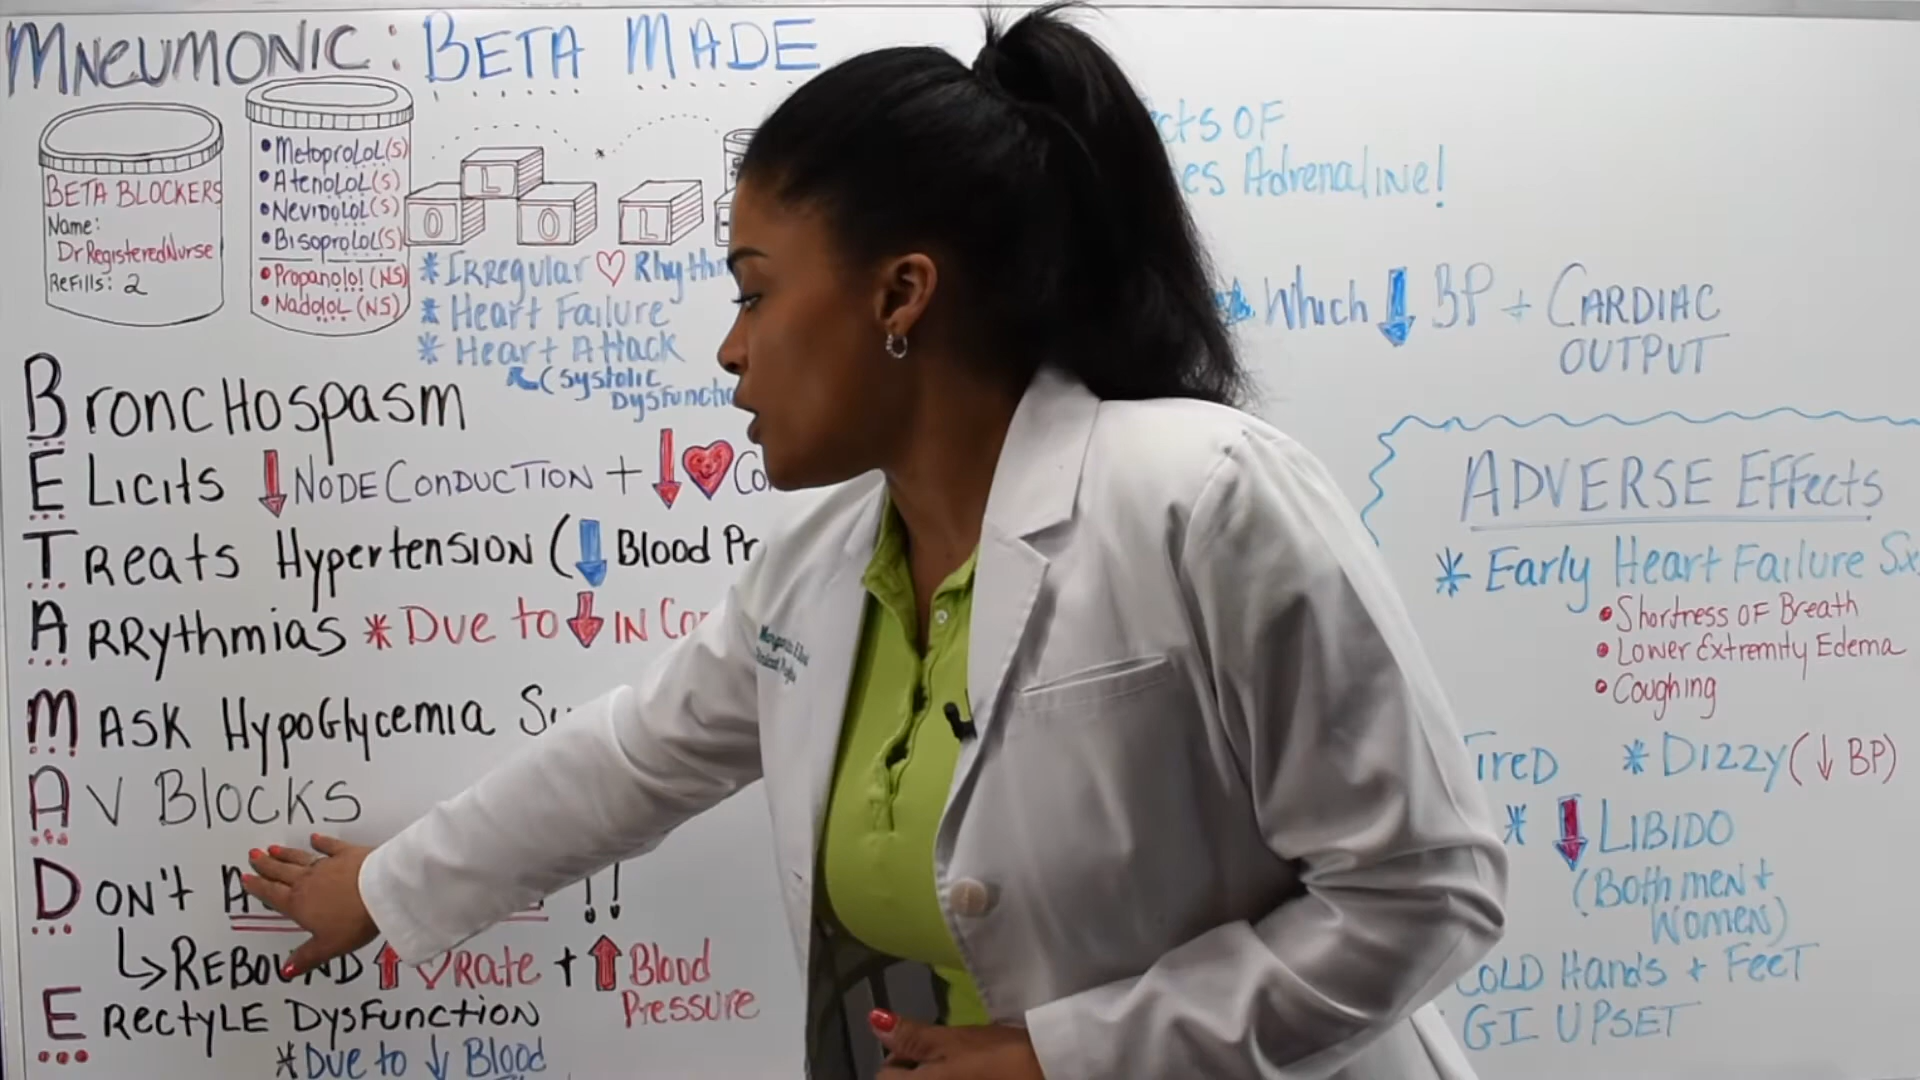 MNEUMONIC: BETA MADE
BETA BLOCKERS
Name:
DrRegisteredNurse
Refills: 2
• MetoproLoL(S)
• AtenoLoL(S)
• NeviDoLoL(S)
• BisoproLoL(S)
• Propanolol (NS)
• NadoloL (NS)
O L O L
* IRRegular ♡ Rhythm
* Heart Failure
* Heart Attack
(Systolic
Dysfunctio
BroncHospasm
ELicits ↓ NODE CONDUCTION + ↓
TReats Hypertension (↓ Blood Pr
ARRythmias * Due to ↓ IN Co
MASK HypoGlycemia
AV BlocKS
DON't !!
↳ REBOUND ↑ ♡ Rate + ↑ Blood
Pressure
ERectyLE DysFunction
* Due to ↓ Blood
cts OF
es Adrenaline!
Which ↓ BP + CARDIAC
OUTPUT
ADVERSE Effects
* Early Heart Failure Sx
• Shortness of Breath
• Lower Extremity Edema
• Coughing
TireD * Dizzy (↓ BP)
* ↓ LIBIDO
(Both men +
Women)
COLD Hands + FeeT
GI UPSET